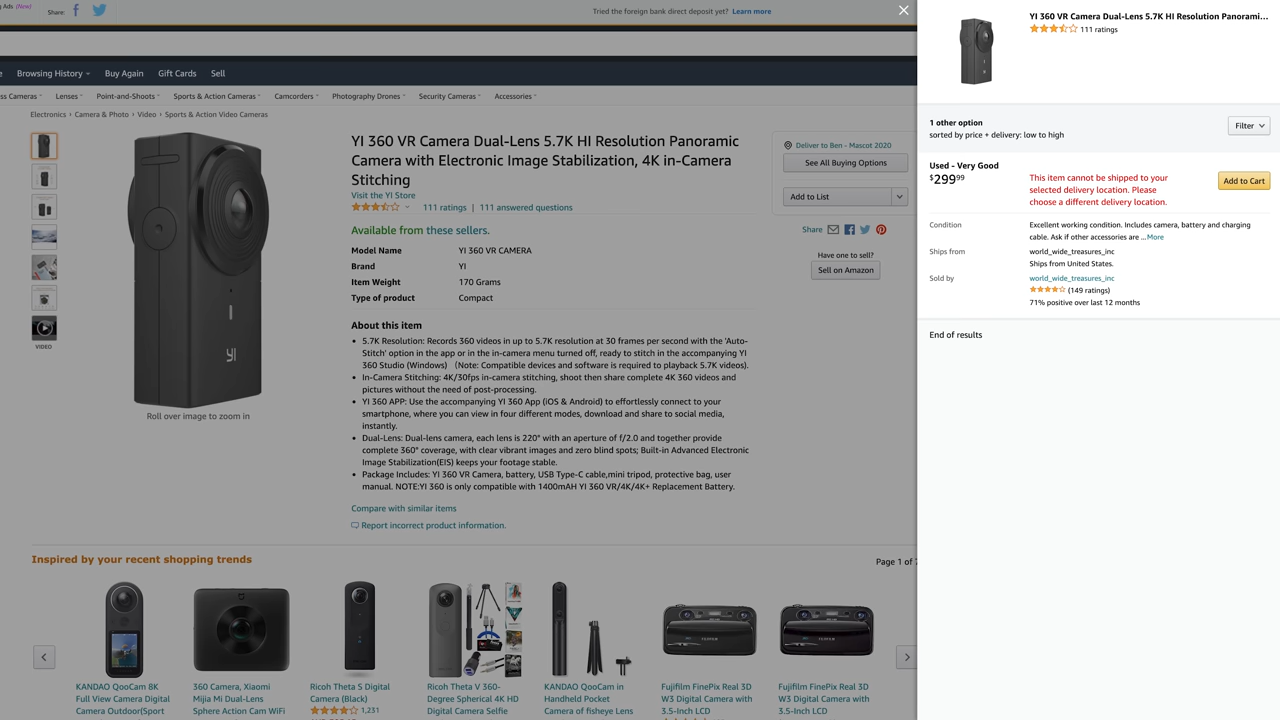 g Ads (New)
Share:
Tried the foreign bank direct deposit yet? Learn more
Browsing History
Buy Again
Gift Cards
Sell
ss Cameras
Lenses
Point-and-Shoots
Sports & Action Cameras
Camcorders
Photography Drones
Security Cameras
Accessories
Electronics › Camera & Photo › Video › Sports & Action Video Cameras
VIDEO
YI
Roll over image to zoom in
YI 360 VR Camera Dual-Lens 5.7K HI Resolution Panoramic
Camera with Electronic Image Stabilization, 4K in-Camera
Stitching
Visit the YI Store
111 ratings | 111 answered questions
Available from these sellers.
Model Name YI 360 VR CAMERA
Brand YI
Item Weight 170 Grams
Type of product Compact
About this item
• 5.7K Resolution: Records 360 videos in up to 5.7K resolution at 30 frames per second with the 'Auto-
Stitch' option in the app or in the in-camera menu turned off, ready to stitch in the accompanying YI
360 Studio (Windows) （Note: Compatible devices and software is required to playback 5.7K videos).
• In-Camera Stitching: 4K/30fps in-camera stitching, shoot then share complete 4K 360 videos and
pictures without the need of post-processing.
• YI 360 APP: Use the accompanying YI 360 App (iOS & Android) to effortlessly connect to your
smartphone, where you can view in four different modes, download and share to social media,
instantly.
• Dual-Lens: Dual-lens camera, each lens is 220° with an aperture of f/2.0 and together provide
complete 360° coverage, with clear vibrant images and zero blind spots; Built-in Advanced Electronic
Image Stabilization(EIS) keeps your footage stable.
• Package Includes: YI 360 VR Camera, battery, USB Type-C cable,mini tripod, protective bag, user
manual. NOTE:YI 360 is only compatible with 1400mAH YI 360 VR/4K/4K+ Replacement Battery.
Compare with similar items
Report incorrect product information.
Deliver to Ben - Mascot 2020
See All Buying Options
Add to List
Share
Have one to sell?
Sell on Amazon
Inspired by your recent shopping trends
Page 1 of 7
KANDAO QooCam 8K
Full View Camera Digital
Camera Outdoor(Sport
360 Camera, Xiaomi
Mijia Mi Dual-Lens
Sphere Action Cam WiFi
Ricoh Theta S Digital
Camera (Black)
1,231
Ricoh Theta V 360-
Degree Spherical 4K HD
Digital Camera Selfie
KANDAO QooCam in
Handheld Pocket
Camera of fisheye Lens
Fujifilm FinePix Real 3D
W3 Digital Camera with
3.5-Inch LCD
Fujifilm FinePix Real 3D
W3 Digital Camera with
3.5-Inch LCD
YI 360 VR Camera Dual-Lens 5.7K HI Resolution Panorami...
111 ratings
1 other option
sorted by price + delivery: low to high
Filter
Used - Very Good
$299⁹⁹
This item cannot be shipped to your
selected delivery location. Please
choose a different delivery location.
Add to Cart
Condition
Excellent working condition. Includes camera, battery and charging
cable. Ask if other accessories are ... More
Ships from
world_wide_treasures_inc
Ships from United States.
Sold by
world_wide_treasures_inc
(149 ratings)
71% positive over last 12 months
End of results